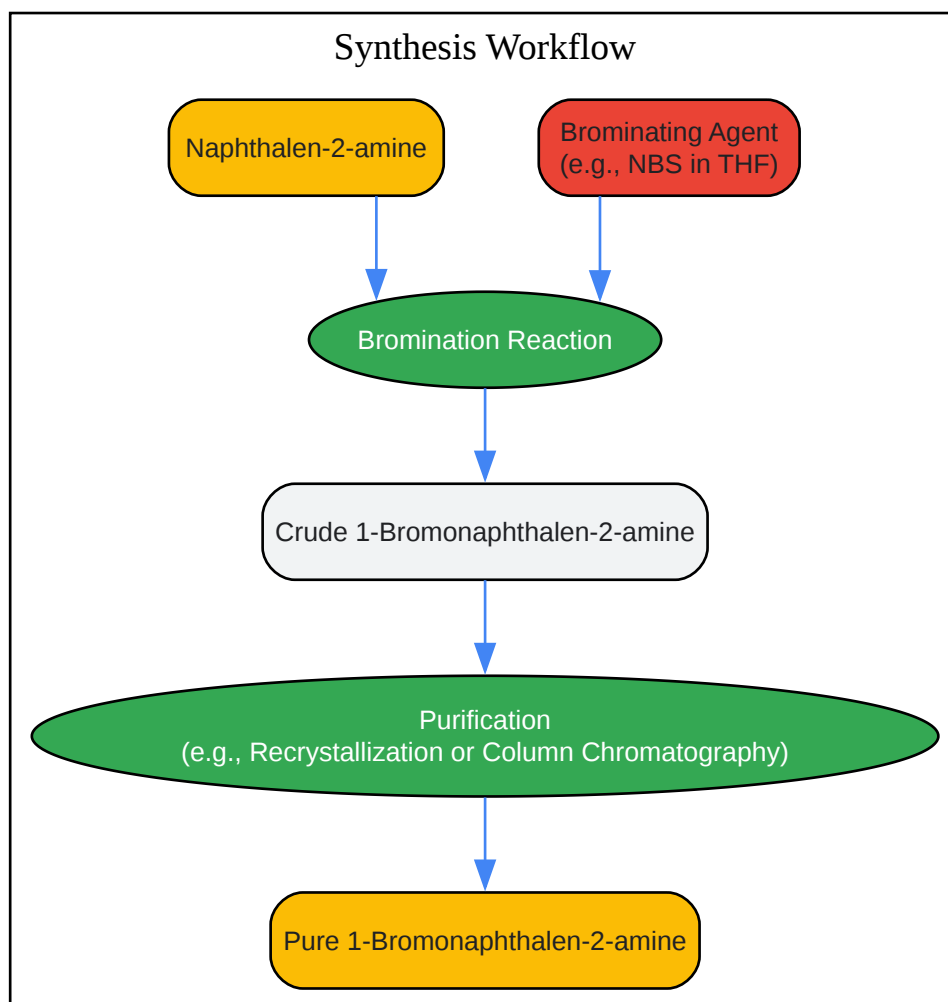 Synthesis Workflow
Naphthalen-2-amine
Brominating Agent
(e.g., NBS in THF)
Bromination Reaction
Crude 1-Bromonaphthalen-2-amine
Purification
(e.g., Recrystallization or Column Chromatography)
Pure 1-Bromonaphthalen-2-amine